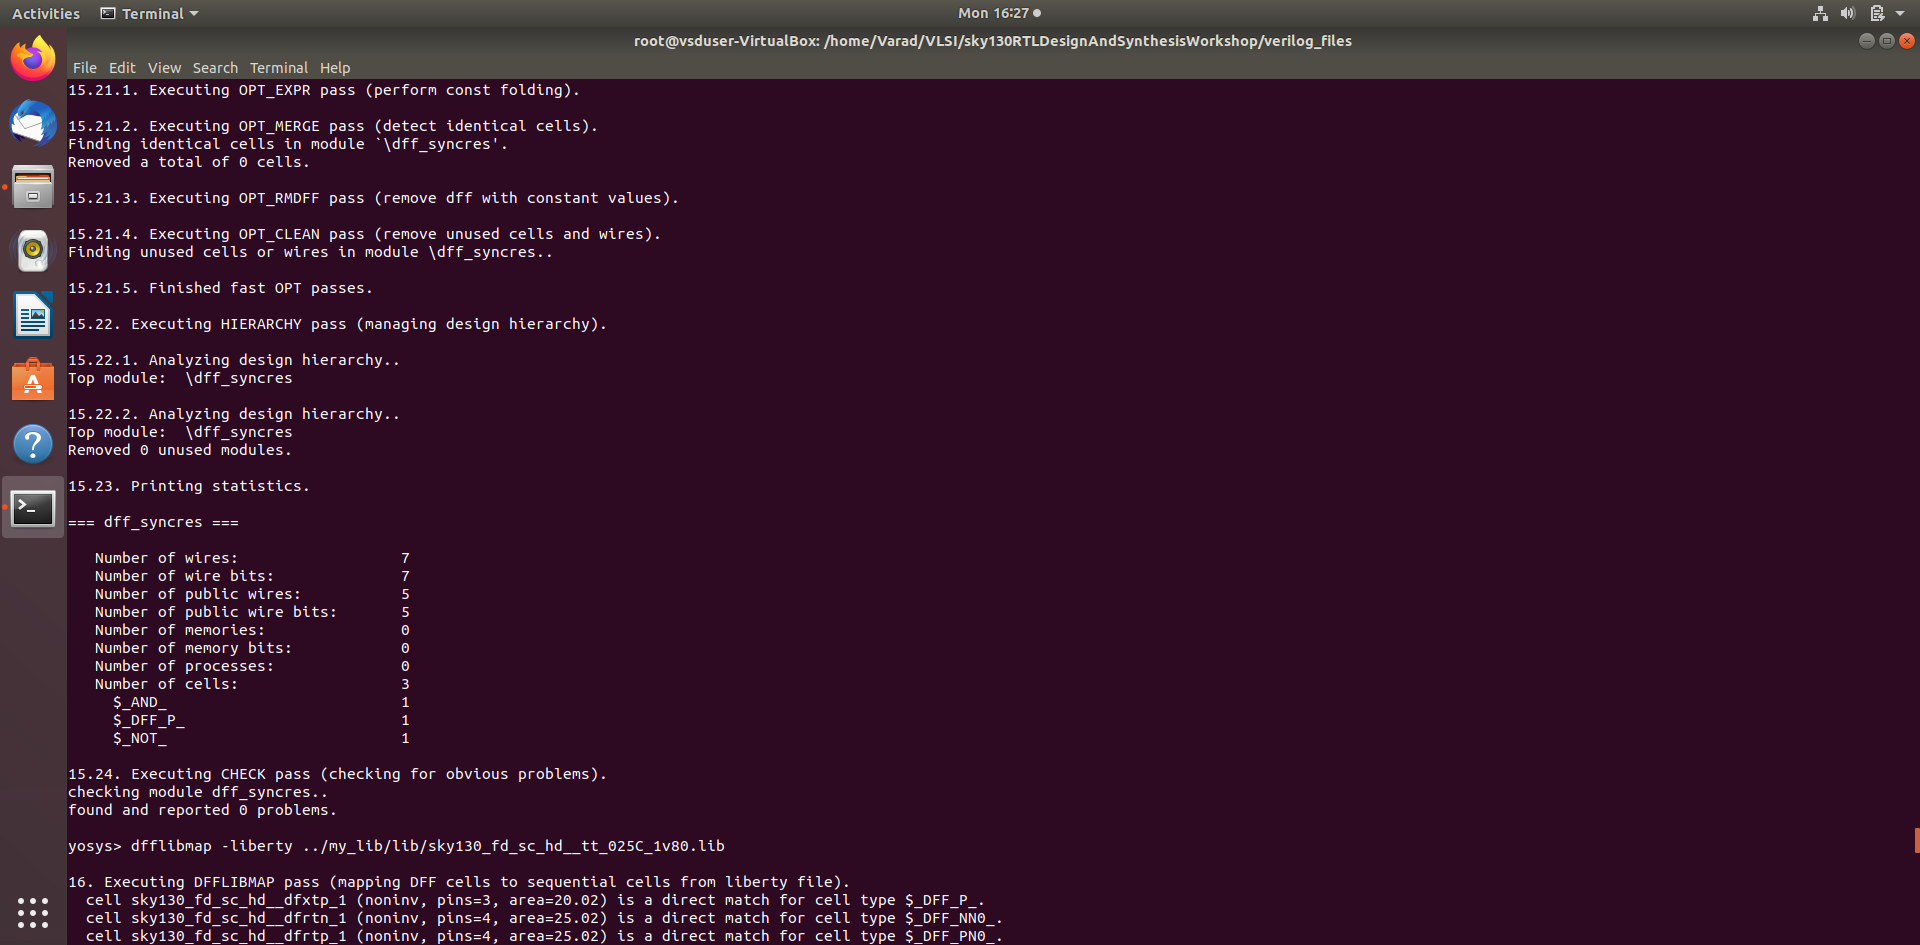 Activities Terminal Mon 16:27
root@vsduser-VirtualBox: /home/Varad/VLSI/sky130RTLDesignAndSynthesisWorkshop/verilog_files
File Edit View Search Terminal Help
15.21.1. Executing OPT_EXPR pass (perform const folding).
15.21.2. Executing OPT_MERGE pass (detect identical cells).
Finding identical cells in module `\dff_syncres'.
Removed a total of 0 cells.
15.21.3. Executing OPT_RMDFF pass (remove dff with constant values).
15.21.4. Executing OPT_CLEAN pass (remove unused cells and wires).
Finding unused cells or wires in module \dff_syncres..
15.21.5. Finished fast OPT passes.
15.22. Executing HIERARCHY pass (managing design hierarchy).
15.22.1. Analyzing design hierarchy..
Top module:  \dff_syncres
15.22.2. Analyzing design hierarchy..
Top module:  \dff_syncres
Removed 0 unused modules.
15.23. Printing statistics.
=== dff_syncres ===
Number of wires: 7
Number of wire bits: 7
Number of public wires: 5
Number of public wire bits: 5
Number of memories: 0
Number of memory bits: 0
Number of processes: 0
Number of cells: 3
$_AND_ 1
$_DFF_P_ 1
$_NOT_ 1
15.24. Executing CHECK pass (checking for obvious problems).
checking module dff_syncres..
found and reported 0 problems.
yosys> dfflibmap -liberty ../my_lib/lib/sky130_fd_sc_hd__tt_025C_1v80.lib
16. Executing DFFLIBMAP pass (mapping DFF cells to sequential cells from liberty file).
cell sky130_fd_sc_hd__dfxtp_1 (noninv, pins=3, area=20.02) is a direct match for cell type $_DFF_P_.
cell sky130_fd_sc_hd__dfrtn_1 (noninv, pins=4, area=25.02) is a direct match for cell type $_DFF_NN0_.
cell sky130_fd_sc_hd__dfrtp_1 (noninv, pins=4, area=25.02) is a direct match for cell type $_DFF_PN0_.